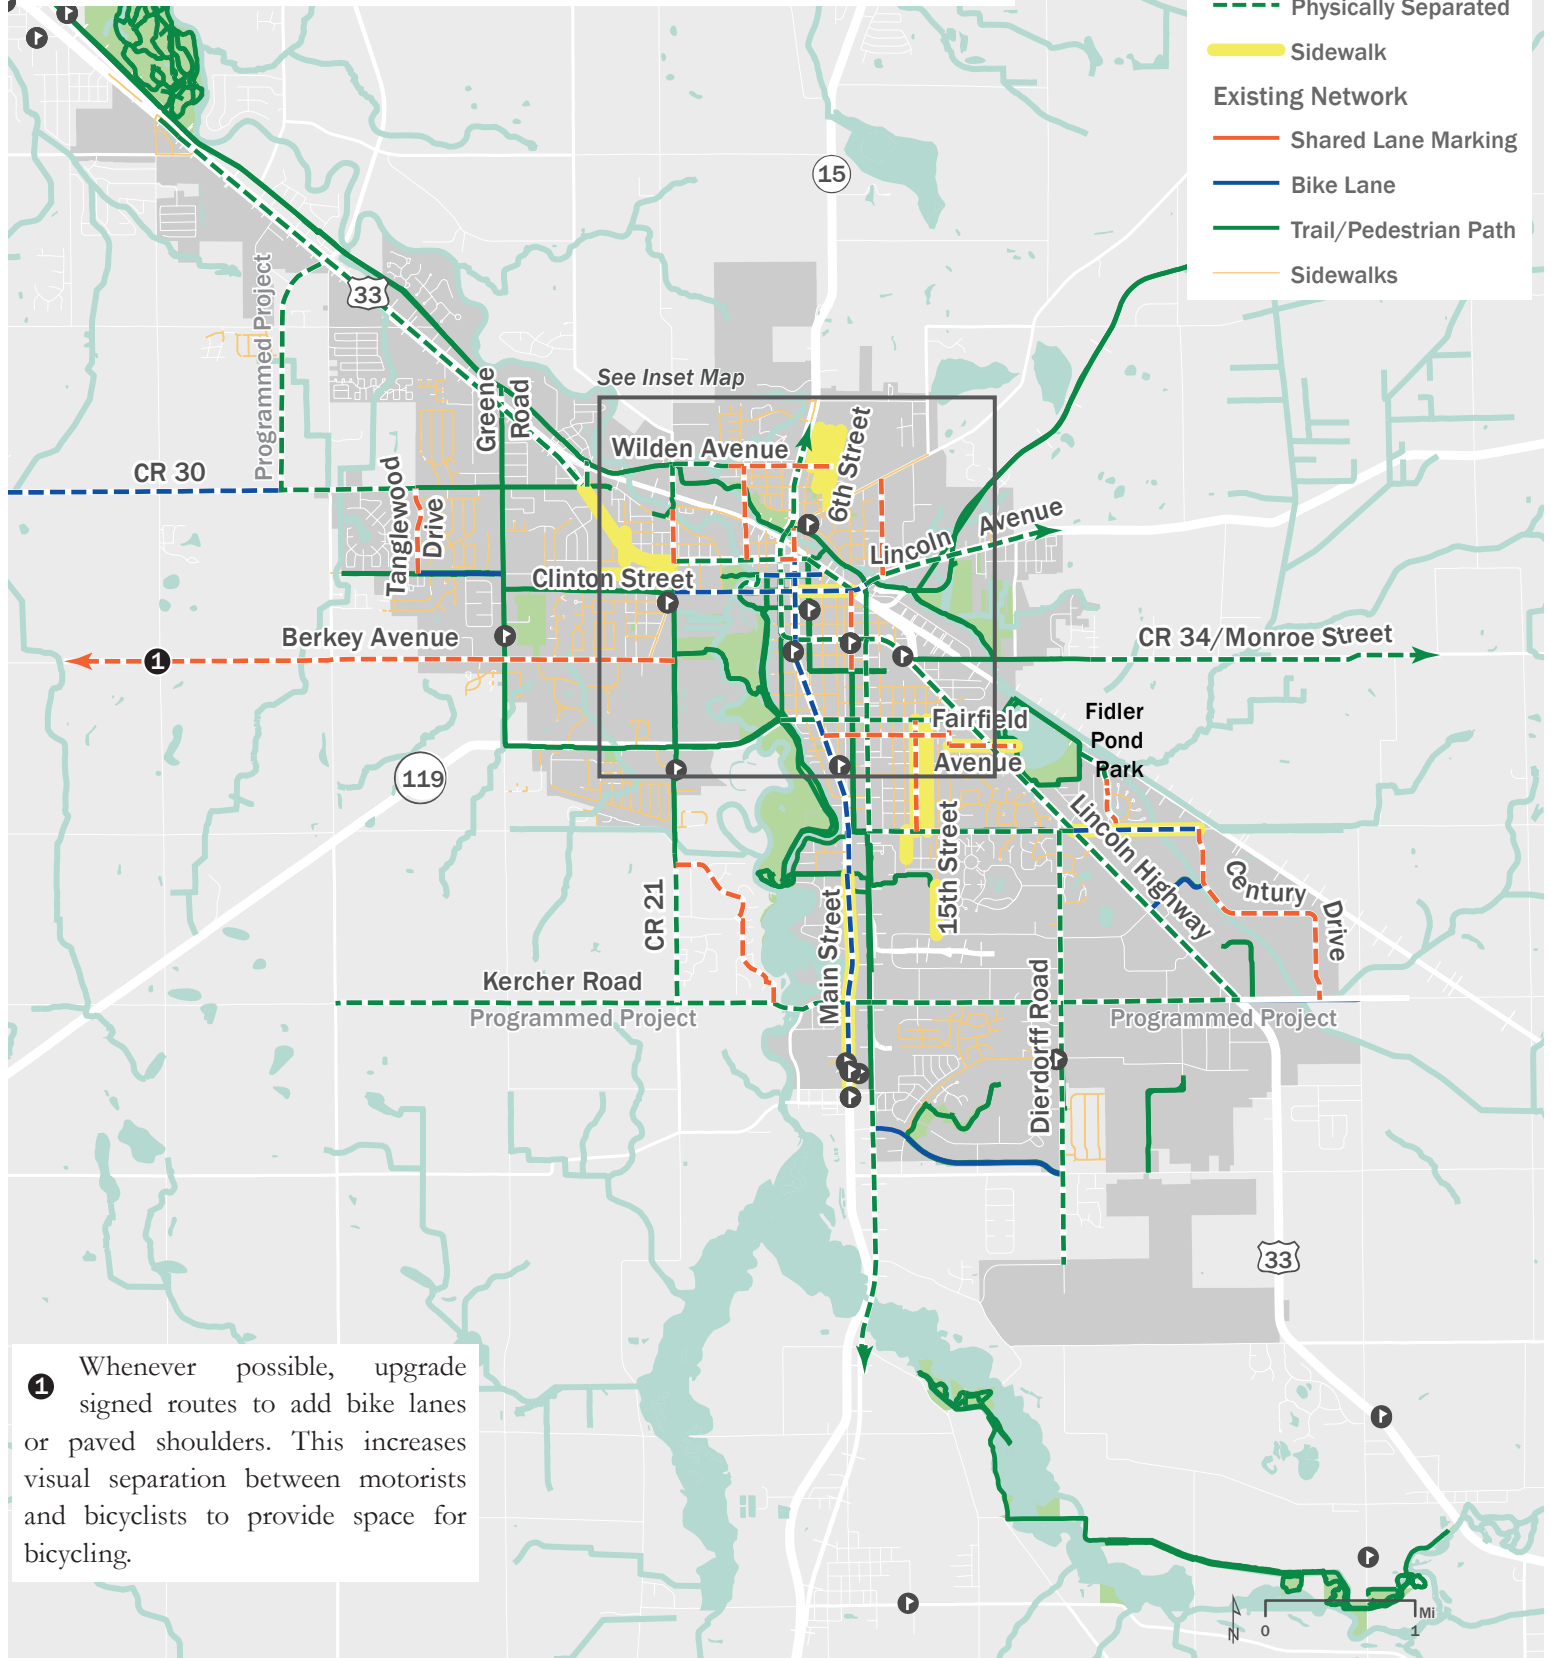 Physically Separated
Sidewalk
Existing Network
Shared Lane Marking
Bike Lane
Trail/Pedestrian Path
Sidewalks
15
Programmed Project
33
See Inset Map
Greene
Road
Wilden Avenue
6th Street
CR 30
Tanglewood
Drive
Lincoln Avenue
Clinton Street
Berkey Avenue
1
CR 34/Monroe Street
Fairfield
Avenue
Fidler
Pond
Park
119
Lincoln Highway
15th Street
Century
Drive
CR 21
Main Street
Kercher Road
Programmed Project
Dierdorff Road
Programmed Project
33
1 Whenever possible, upgrade
signed routes to add bike lanes
or paved shoulders. This increases
visual separation between motorists
and bicyclists to provide space for
bicycling.
N
0
1
Mi